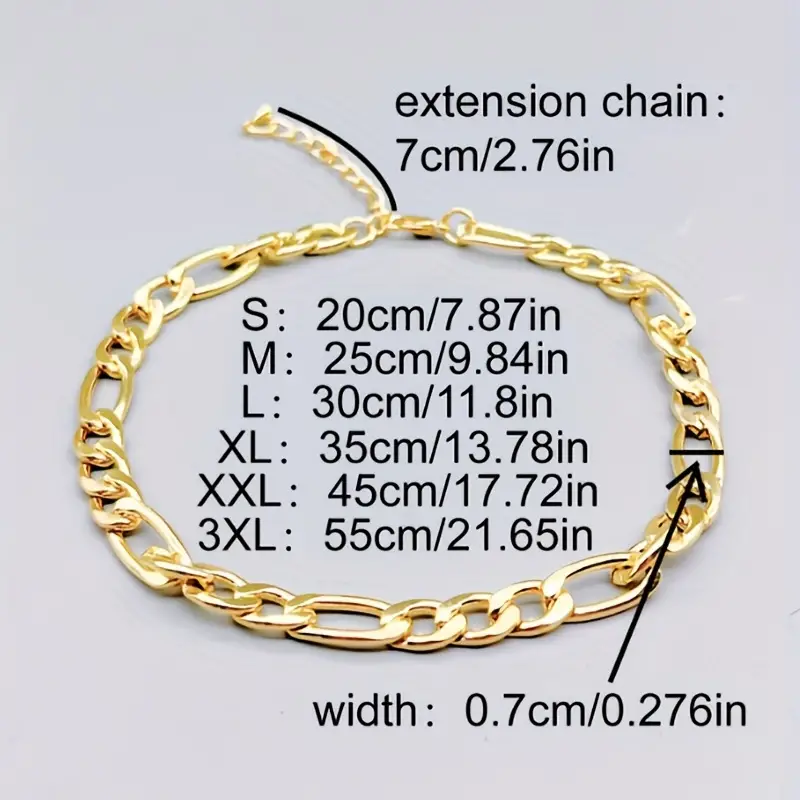 extension chain:
7cm/2.76in
S: 20cm/7.87in
M: 25cm/9.84in
L: 30cm/11.8in
XL: 35cm/13.78in
XXL: 45cm/17.72in
3XL: 55cm/21.65in
width: 0.7cm/0.276in